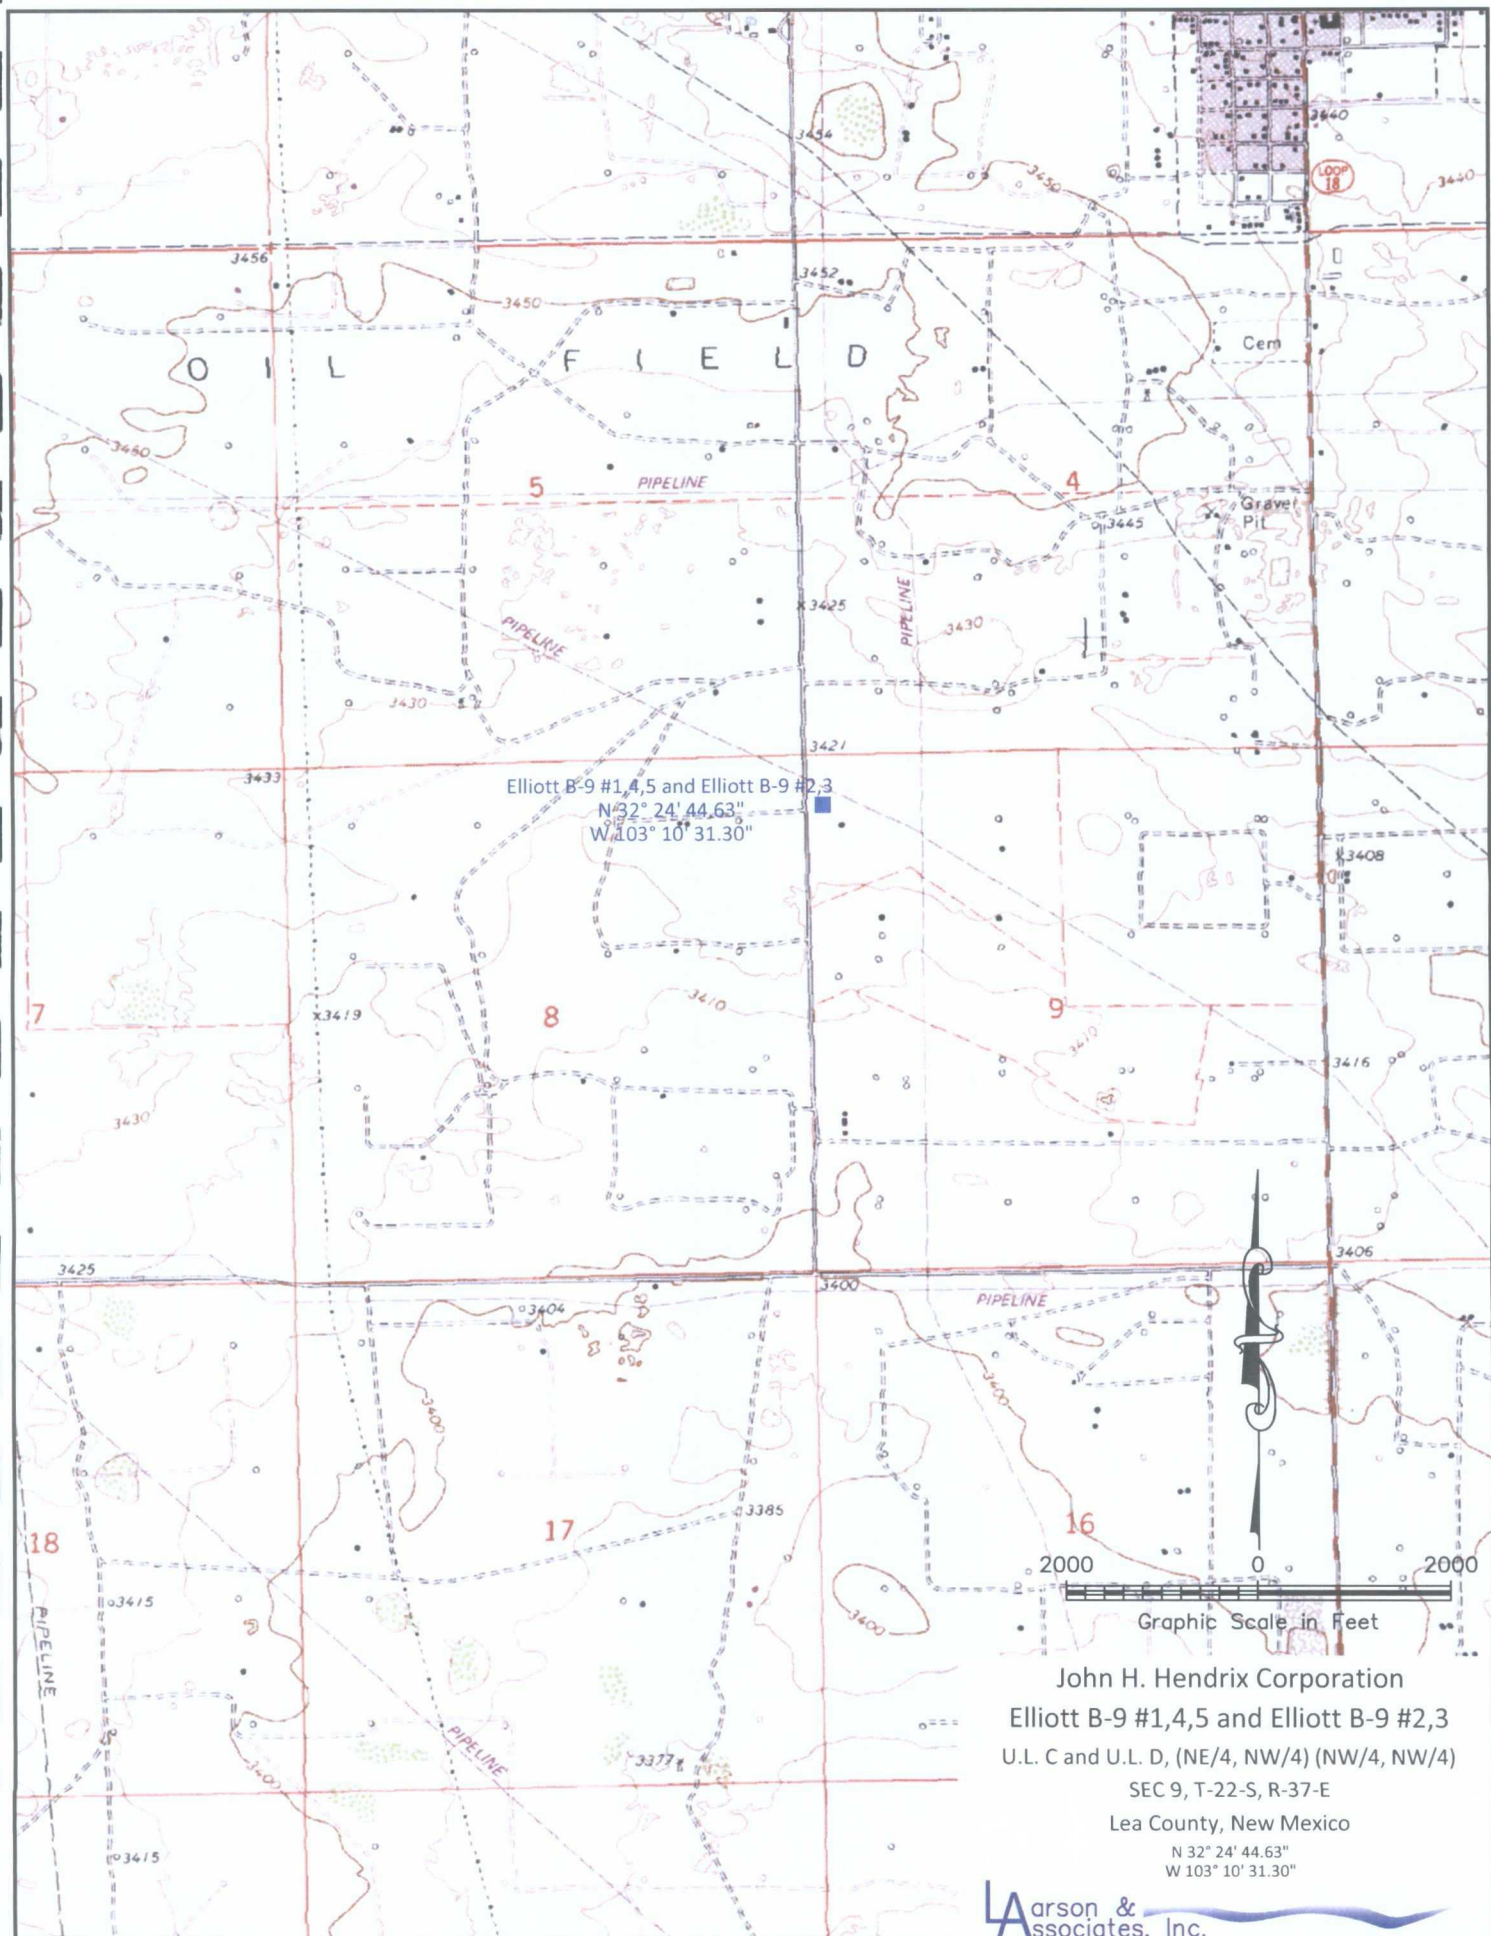 3454
3450
3440
LOOP
18
3440
3456
3452
3450
Cem
OIL FIELD
3450
5
PIPELINE
4
Gravel
Pit
3445
3425
PIPELINE
PIPELINE
3430
3430
3421
3433
Elliott B-9 #1,4,5 and Elliott B-9 #2,3
N 32° 24' 44.63"
W 103° 10' 31.30"
3408
7
3419
8
3410
9
3410
3416
3430
3425
3406
3400
PIPELINE
3404
3400
3400
18
17
3385
16
2000 0 2000
Graphic Scale in Feet
3415
3400
PIPELINE
PIPELINE
3377
3400
3415
John H. Hendrix Corporation
Elliott B-9 #1,4,5 and Elliott B-9 #2,3
U.L. C and U.L. D, (NE/4, NW/4) (NW/4, NW/4)
SEC 9, T-22-S, R-37-E
Lea County, New Mexico
N 32° 24' 44.63"
W 103° 10' 31.30"
Larson &
Associates, Inc.